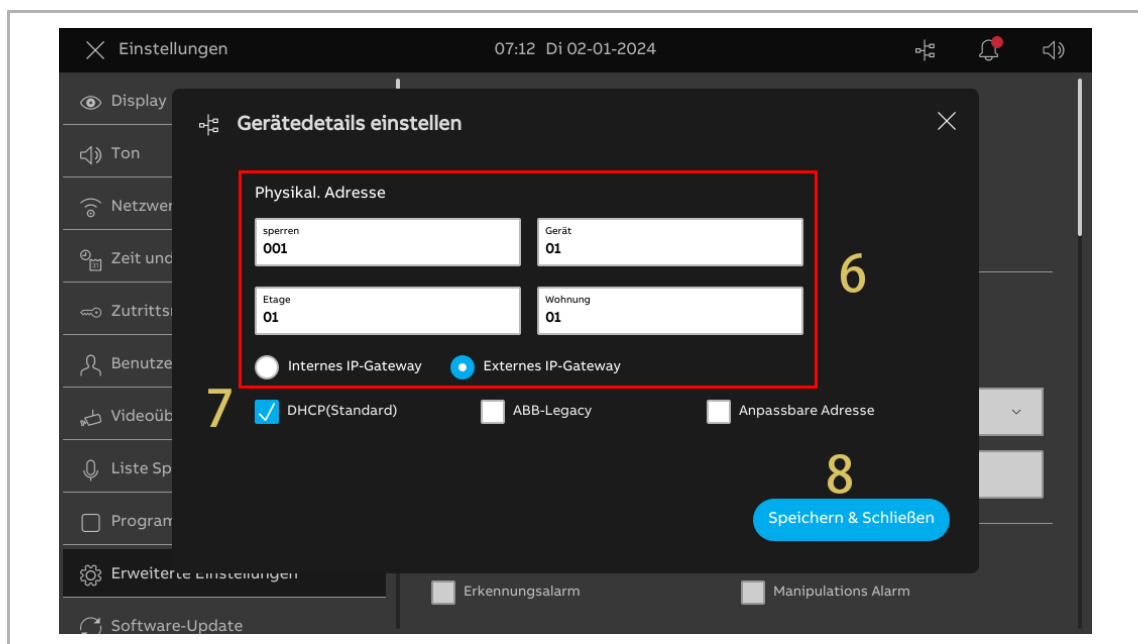 Einstellungen 07:12 Di 02-01-2024
Display
Gerätedetails einstellen
Ton
Physikal. Adresse
Netzwer
sperren Gerät
001 01
6
Zeit und
Etage Wohnung
01 01
Zutritts
Benutze
Internes IP-Gateway Externes IP-Gateway
7 DHCP(Standard) ABB-Legacy Anpassbare Adresse
Videoüb
8
Liste Sp
Speichern & Schließen
Program
Erweiterte Einstellungen
Erkennungsalarm Manipulations Alarm
Software-Update